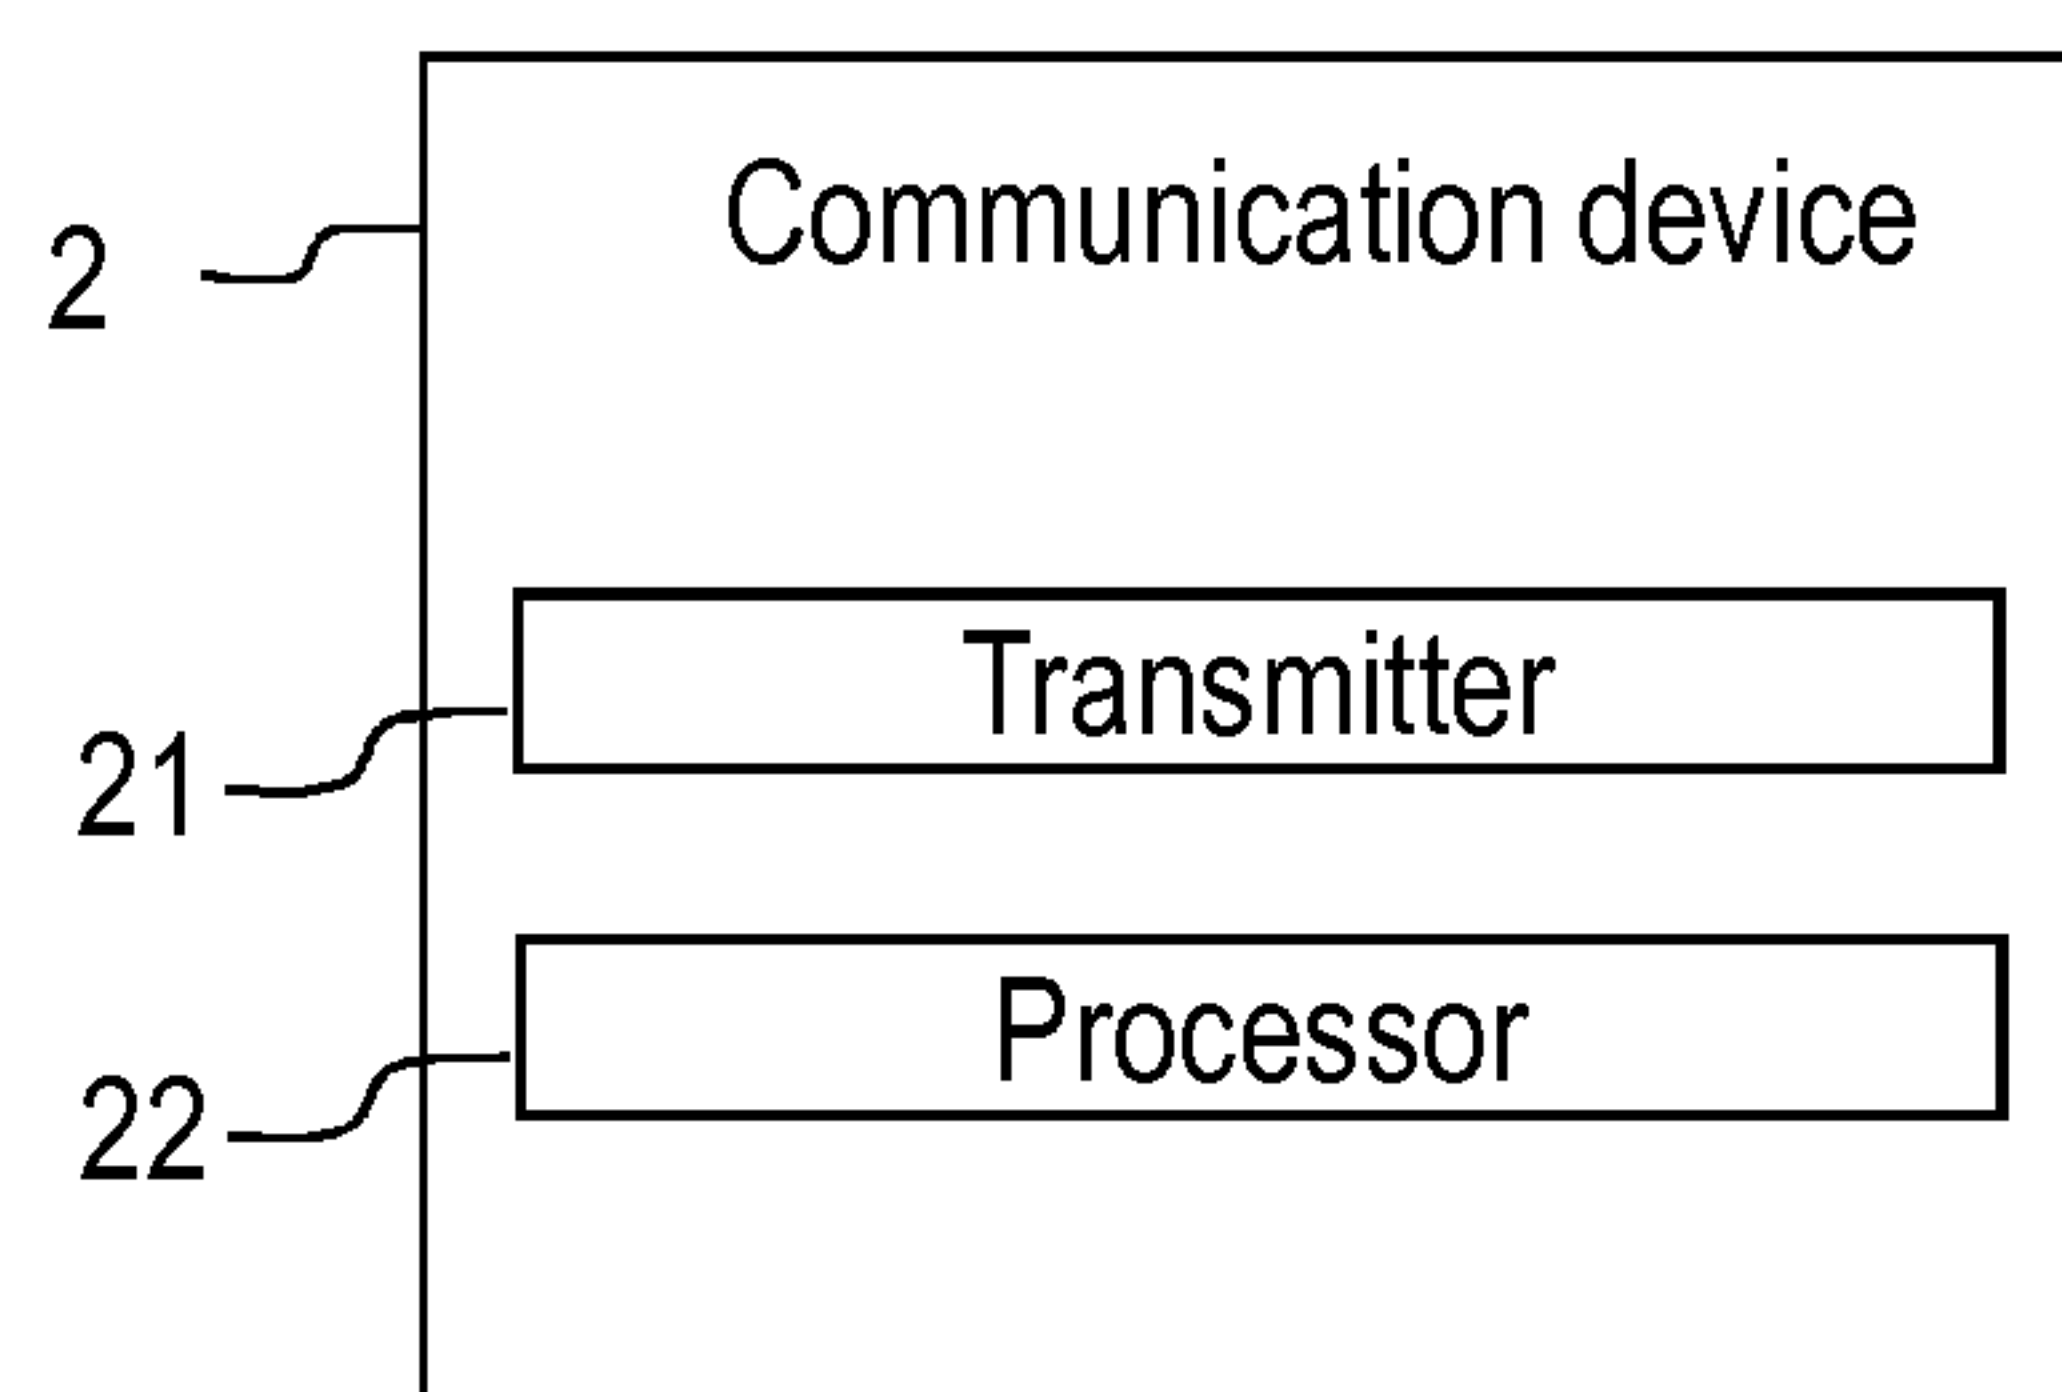 Communication device
2
Transmitter
21
Processor
22